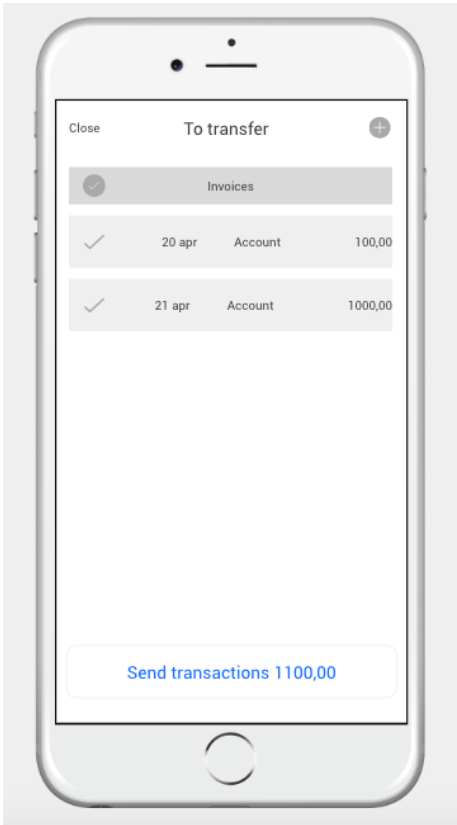 Close To transfer
Invoices
20 apr Account 100,00
21 apr Account 1000,00
Send transactions 1100,00